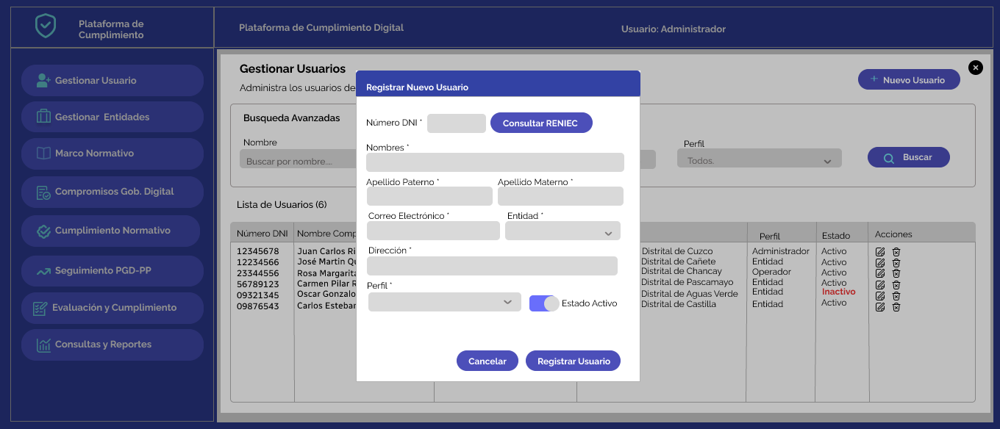 Plataforma de
Cumplimiento
Plataforma de Cumplimiento Digital
Usuario: Administrador
Gestionar Usuario
Gestionar Entidades
Marco Normativo
Compromisos Gob. Digital
Cumplimiento Normativo
Seguimiento PGD-PP
Evaluación y Cumplimiento
Consultas y Reportes
Gestionar Usuarios
Administra los usuarios de
+ Nuevo Usuario
Busqueda Avanzadas
Nombre
Buscar por nombre....
Perfil
Todos.
Buscar
Lista de Usuarios (6)
Número DNI Nombre Comp Perfil Estado Acciones
12345678 Juan Carlos Ri Distrital de Cuzco Administrador Activo
12234566 José Martin Qu Distrital de Cañete Entidad Activo
23344556 Rosa Margarita Distrital de Chancay Operador Activo
56789123 Carmen Pilar R Distrital de Pascamayo Entidad Activo
09321345 Oscar Gonzalo Distrital de Aguas Verde Entidad Inactivo
09876543 Carlos Esteban Distrital de Castilla Entidad Activo
Registrar Nuevo Usuario
Número DNI *
Consultar RENIEC
Nombres *
Apellido Paterno * Apellido Materno *
Correo Electrónico * Entidad *
Dirección *
Perfil *
Estado Activo
Cancelar
Registrar Usuario